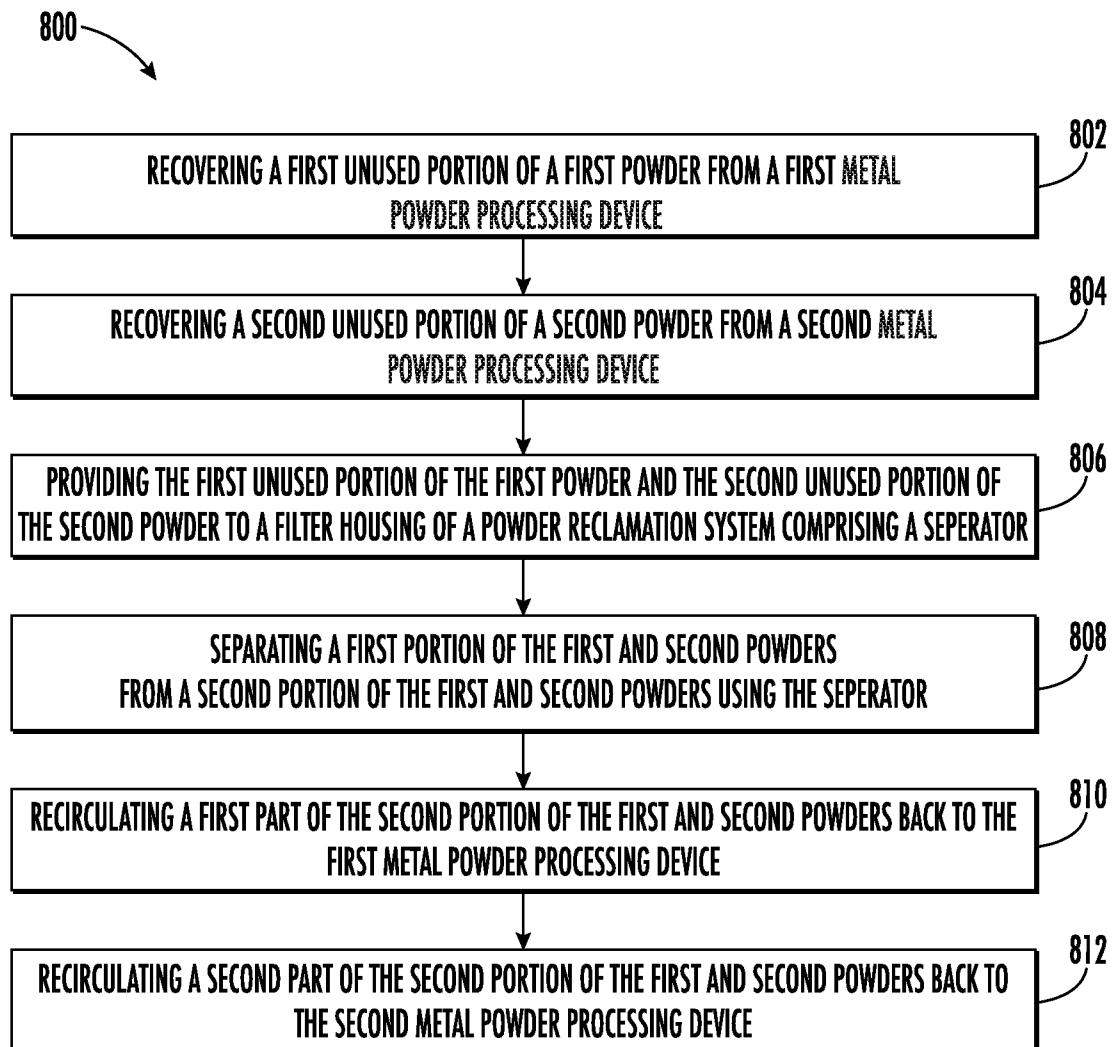 800
802
RECOVERING A FIRST UNUSED PORTION OF A FIRST POWDER FROM A FIRST METAL
POWDER PROCESSING DEVICE
804
RECOVERING A SECOND UNUSED PORTION OF A SECOND POWDER FROM A SECOND METAL
POWDER PROCESSING DEVICE
806
PROVIDING THE FIRST UNUSED PORTION OF THE FIRST POWDER AND THE SECOND UNUSED PORTION OF
THE SECOND POWDER TO A FILTER HOUSING OF A POWDER RECLAMATION SYSTEM COMPRISING A SEPERATOR
808
SEPARATING A FIRST PORTION OF THE FIRST AND SECOND POWDERS
FROM A SECOND PORTION OF THE FIRST AND SECOND POWDERS USING THE SEPERATOR
810
RECIRCULATING A FIRST PART OF THE SECOND PORTION OF THE FIRST AND SECOND POWDERS BACK TO THE
FIRST METAL POWDER PROCESSING DEVICE
812
RECIRCULATING A SECOND PART OF THE SECOND PORTION OF THE FIRST AND SECOND POWDERS BACK TO
THE SECOND METAL POWDER PROCESSING DEVICE